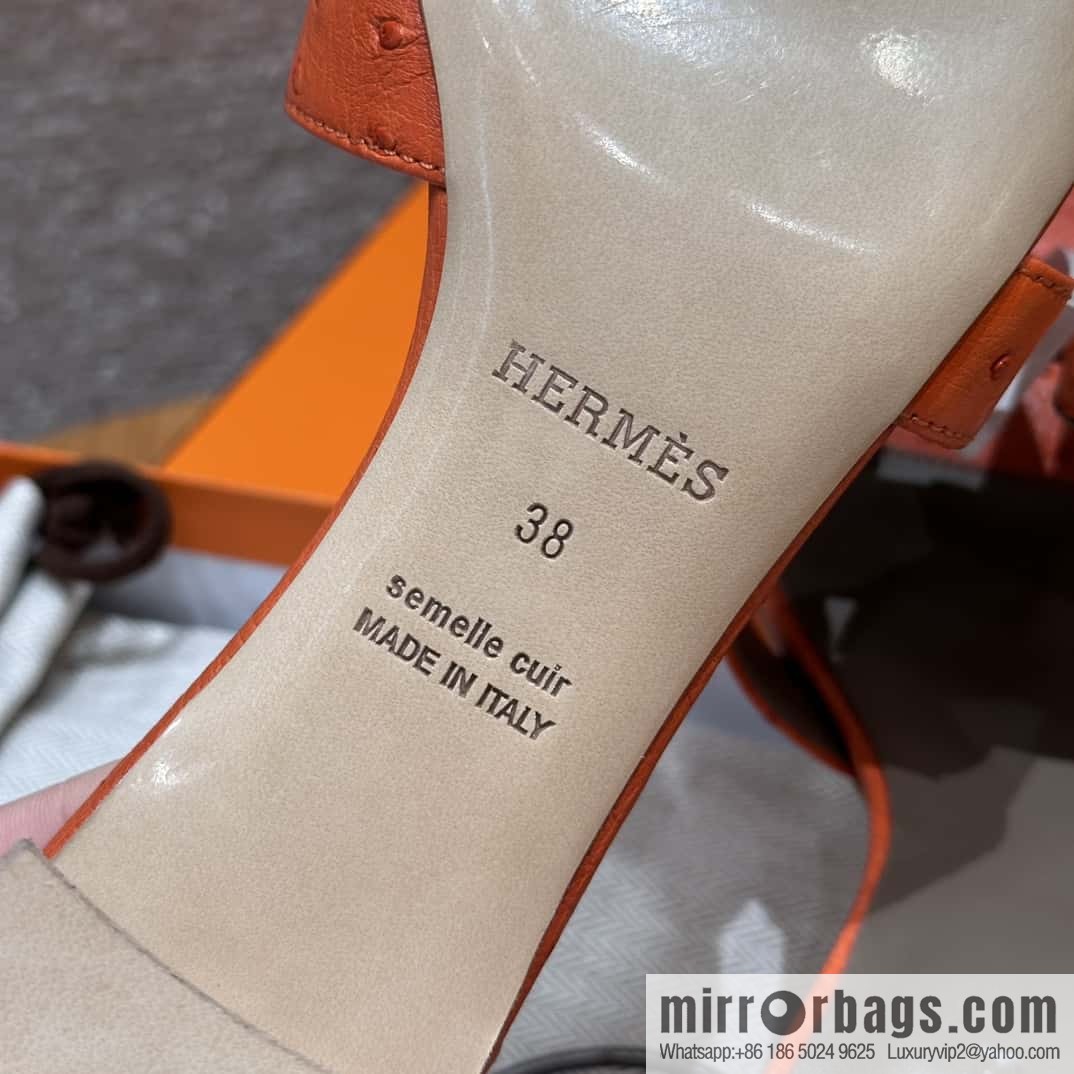 HERMÈS
38
semelle cuir
MADE IN ITALY
mirrorbags.com
Whatsapp:+86 186 5024 9625 Luxuryvip2@yahoo.com